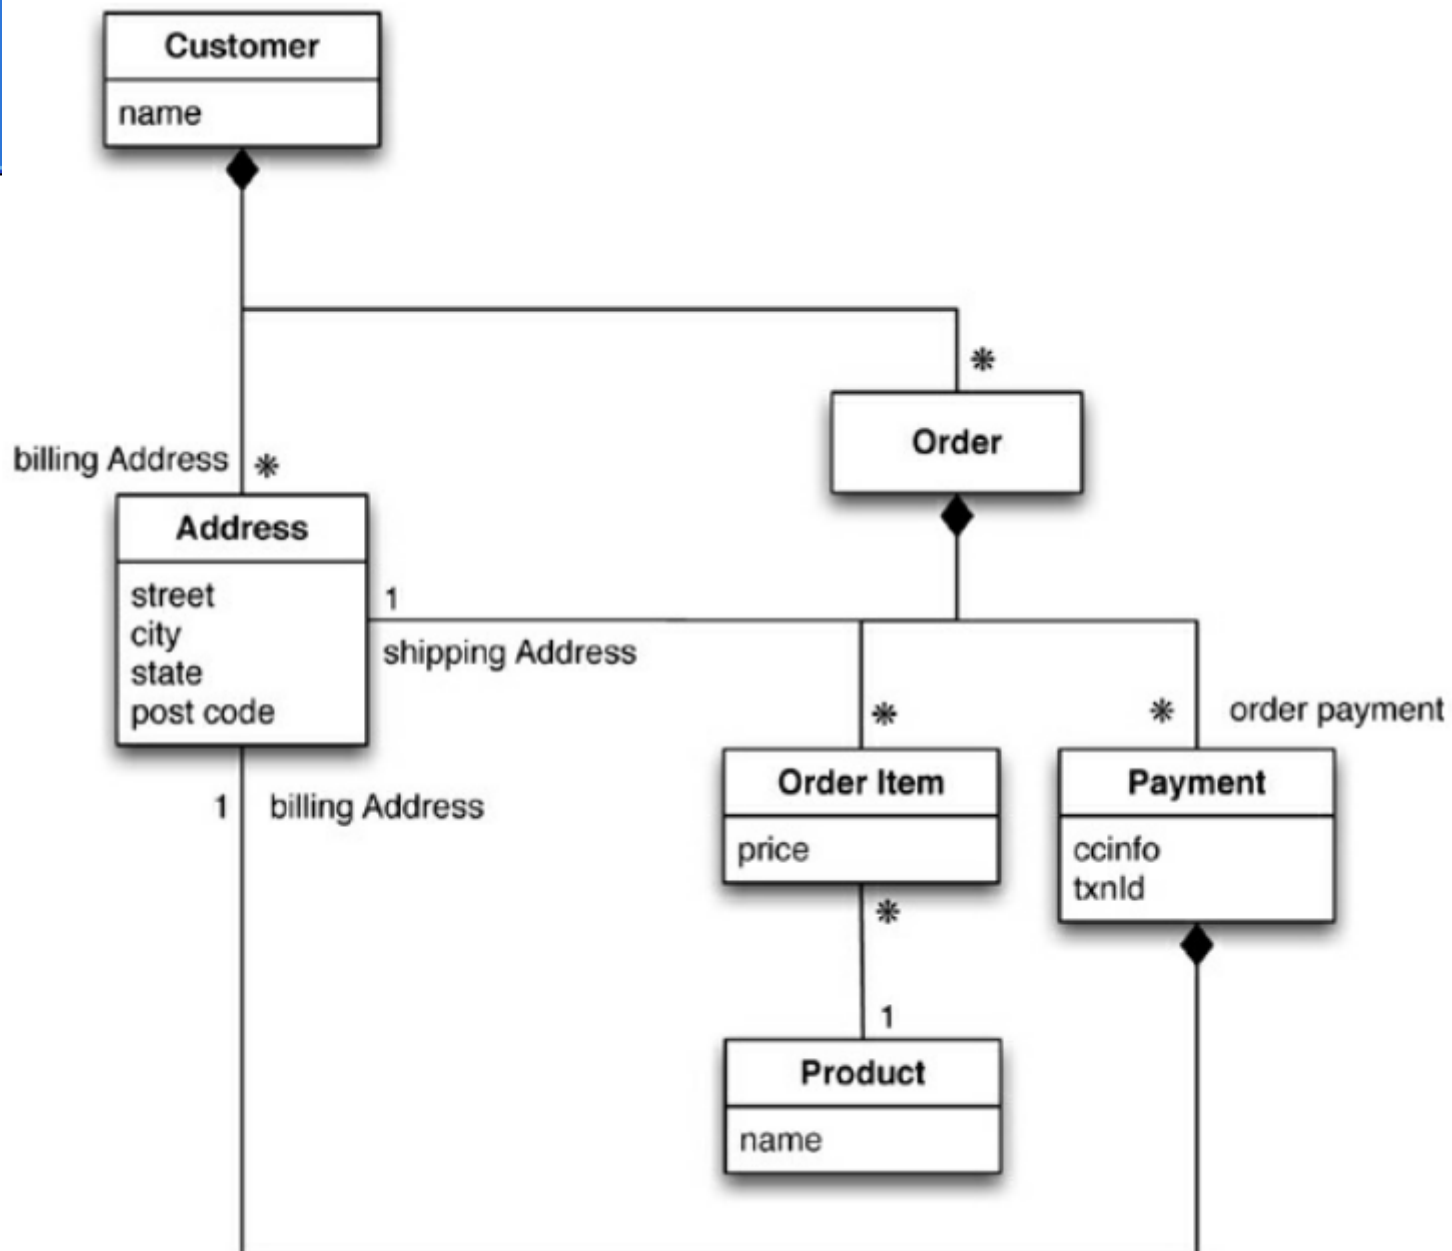 Customer
name
*
Order
billing Address *
Address
street
city
state
post code
1
shipping Address
*
* order payment
Order Item
price
Payment
ccinfo
txnId
1 billing Address
*
1
Product
name